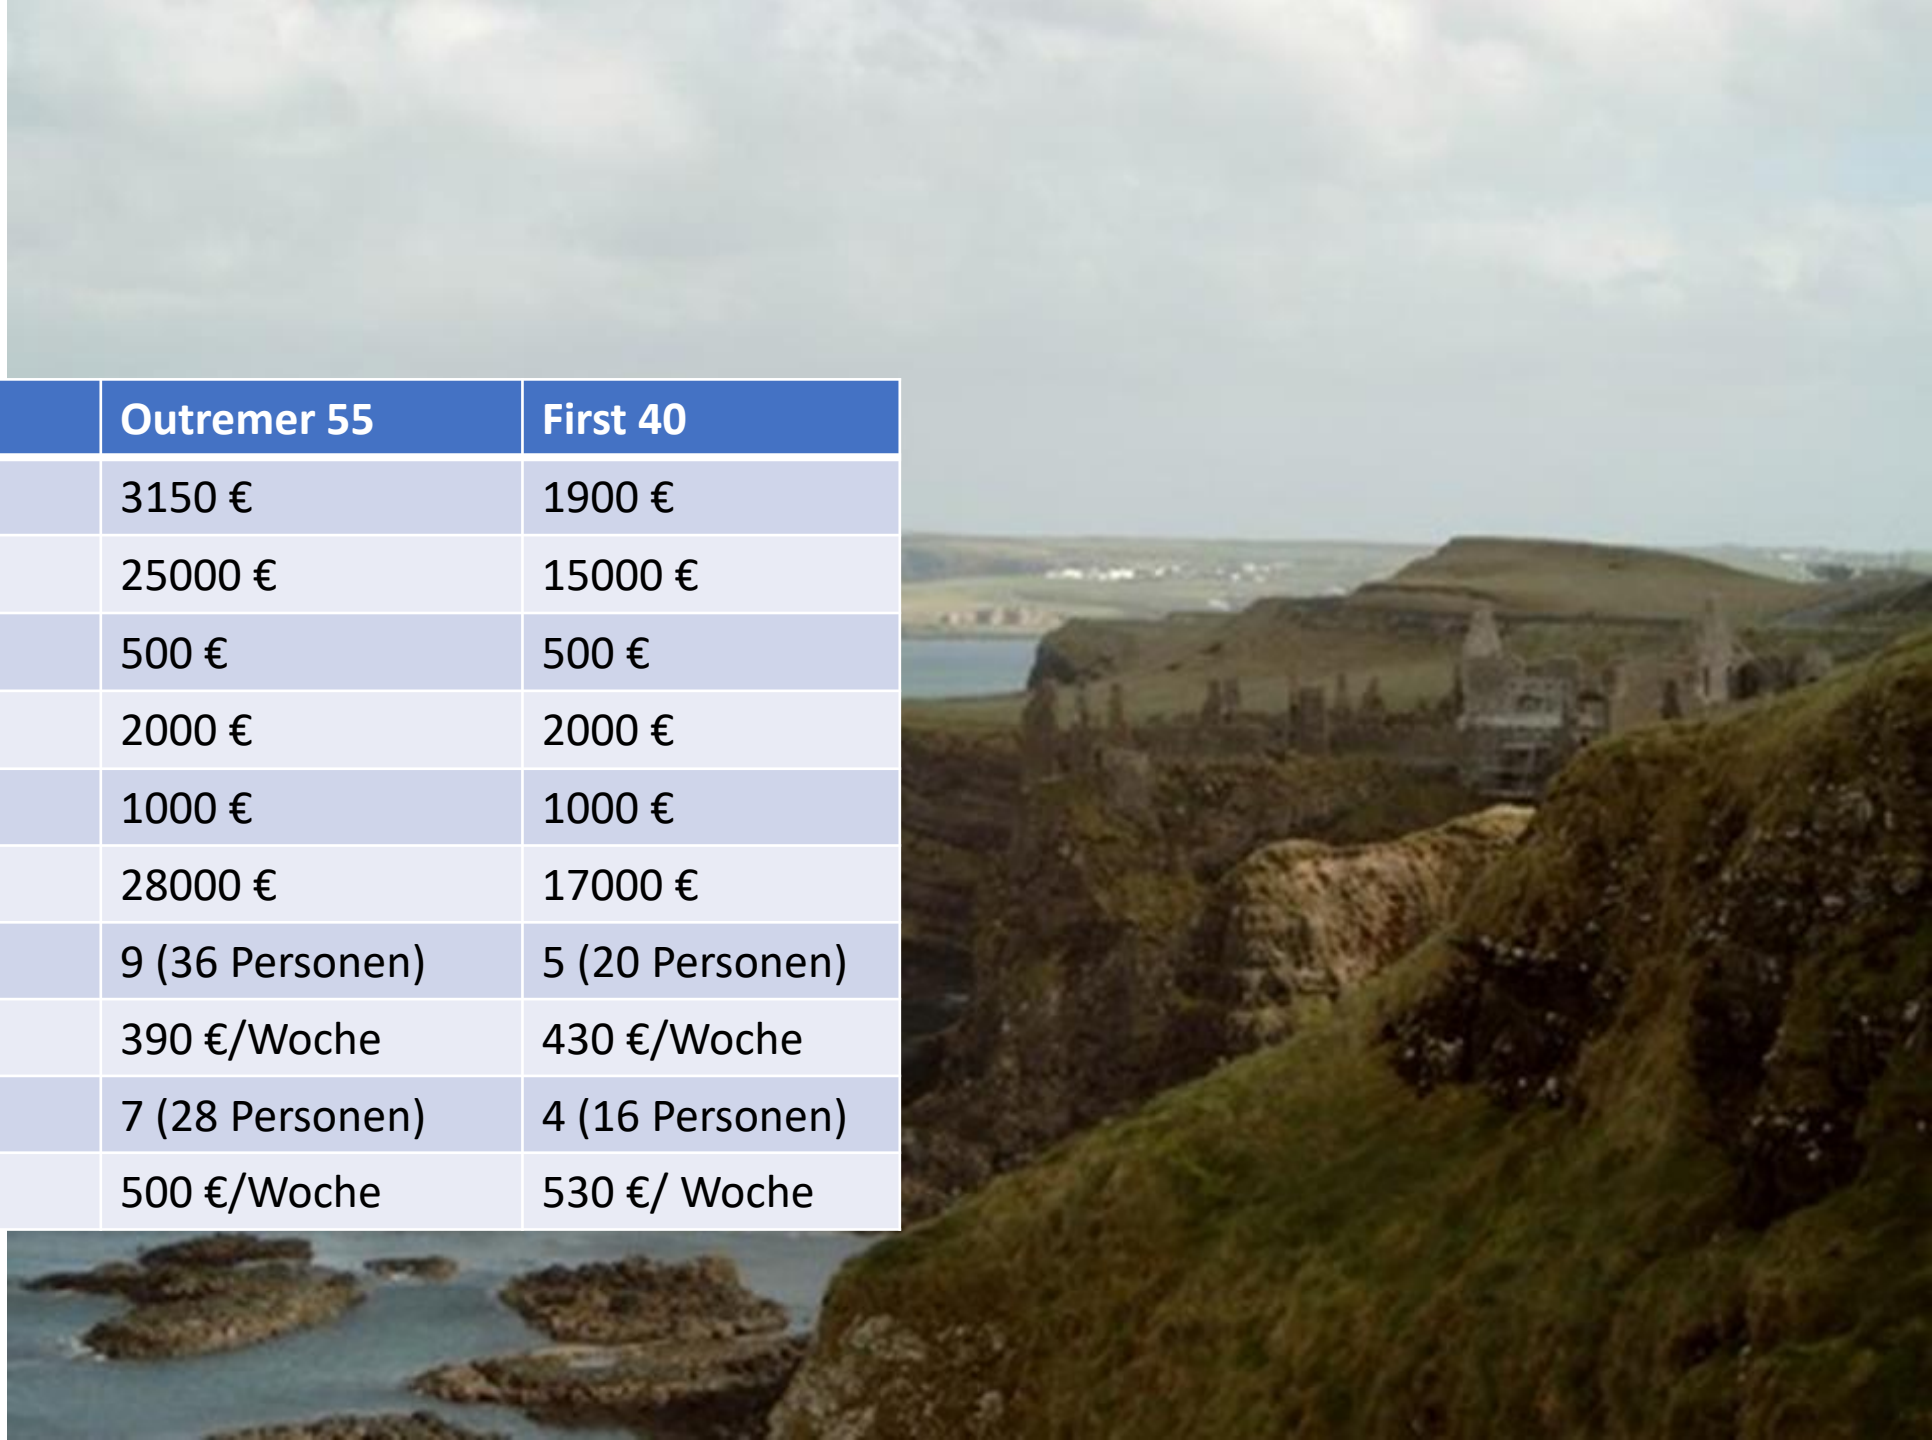 Outremer 55 First 40
3150 € 1900 €
25000 € 15000 €
500 € 500 €
2000 € 2000 €
1000 € 1000 €
28000 € 17000 €
9 (36 Personen) 5 (20 Personen)
390 €/Woche 430 €/Woche
7 (28 Personen) 4 (16 Personen)
500 €/Woche 530 €/ Woche